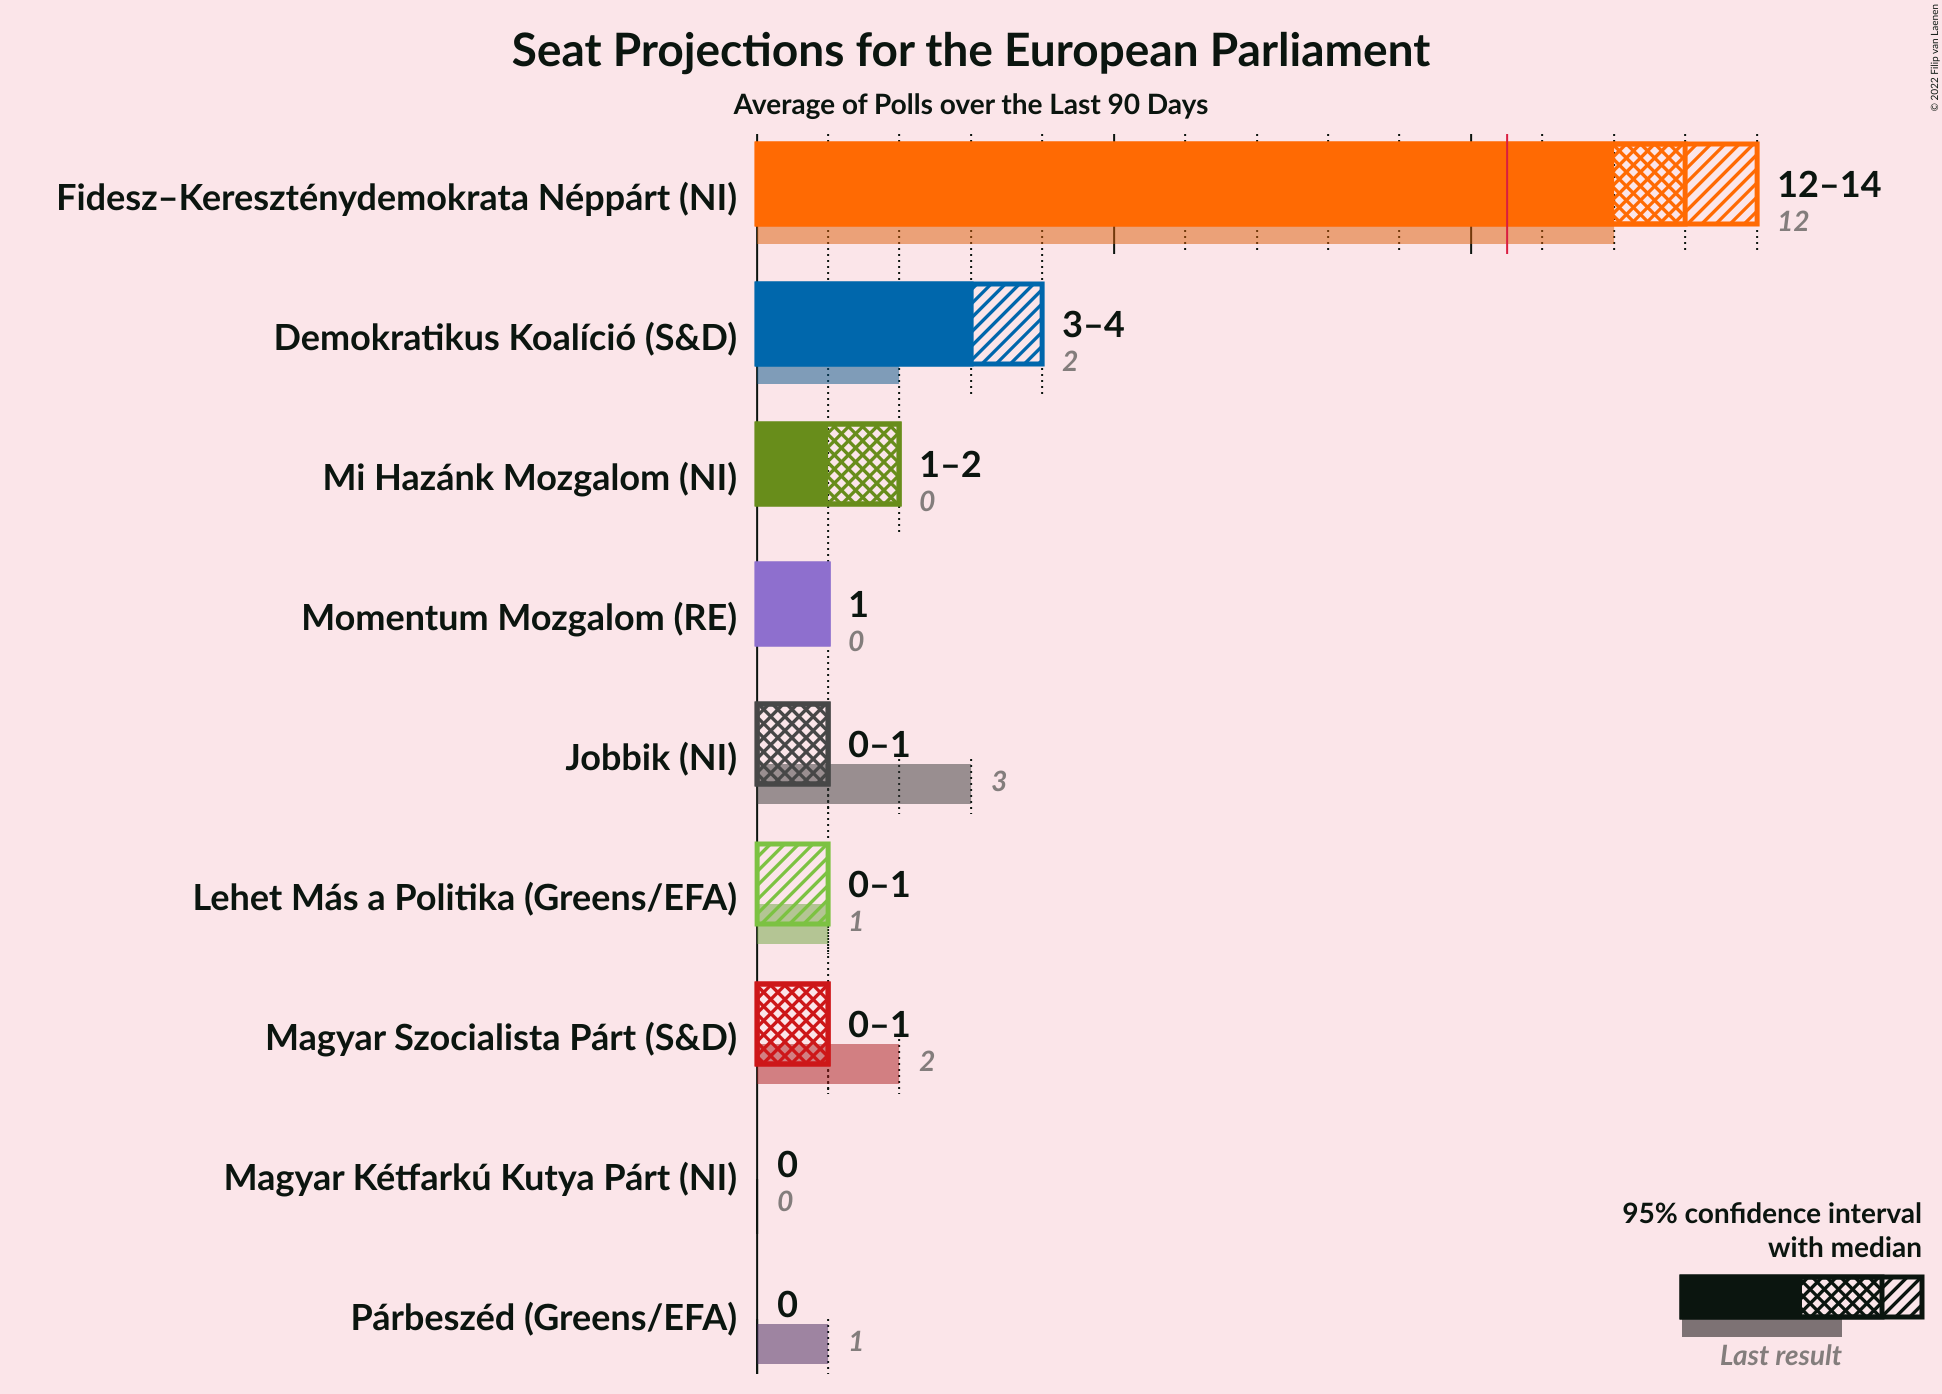 Seat Projections for the European Parliament
Average of Polls over the Last 90 Days
© 2022 Filip van Laenen
Fidesz–Kereszténydemokrata Néppárt (NI)
12–14
12
Demokratikus Koalíció (S&D)
3–4
2
Mi Hazánk Mozgalom (NI)
1–2
0
Momentum Mozgalom (RE)
1
0
Jobbik (NI)
0–1
3
Lehet Más a Politika (Greens/EFA)
0–1
1
Magyar Szocialista Párt (S&D)
0–1
2
Magyar Kétfarkú Kutya Párt (NI)
0
0
Párbeszéd (Greens/EFA)
0
1
95% confidence interval
with median
Last result